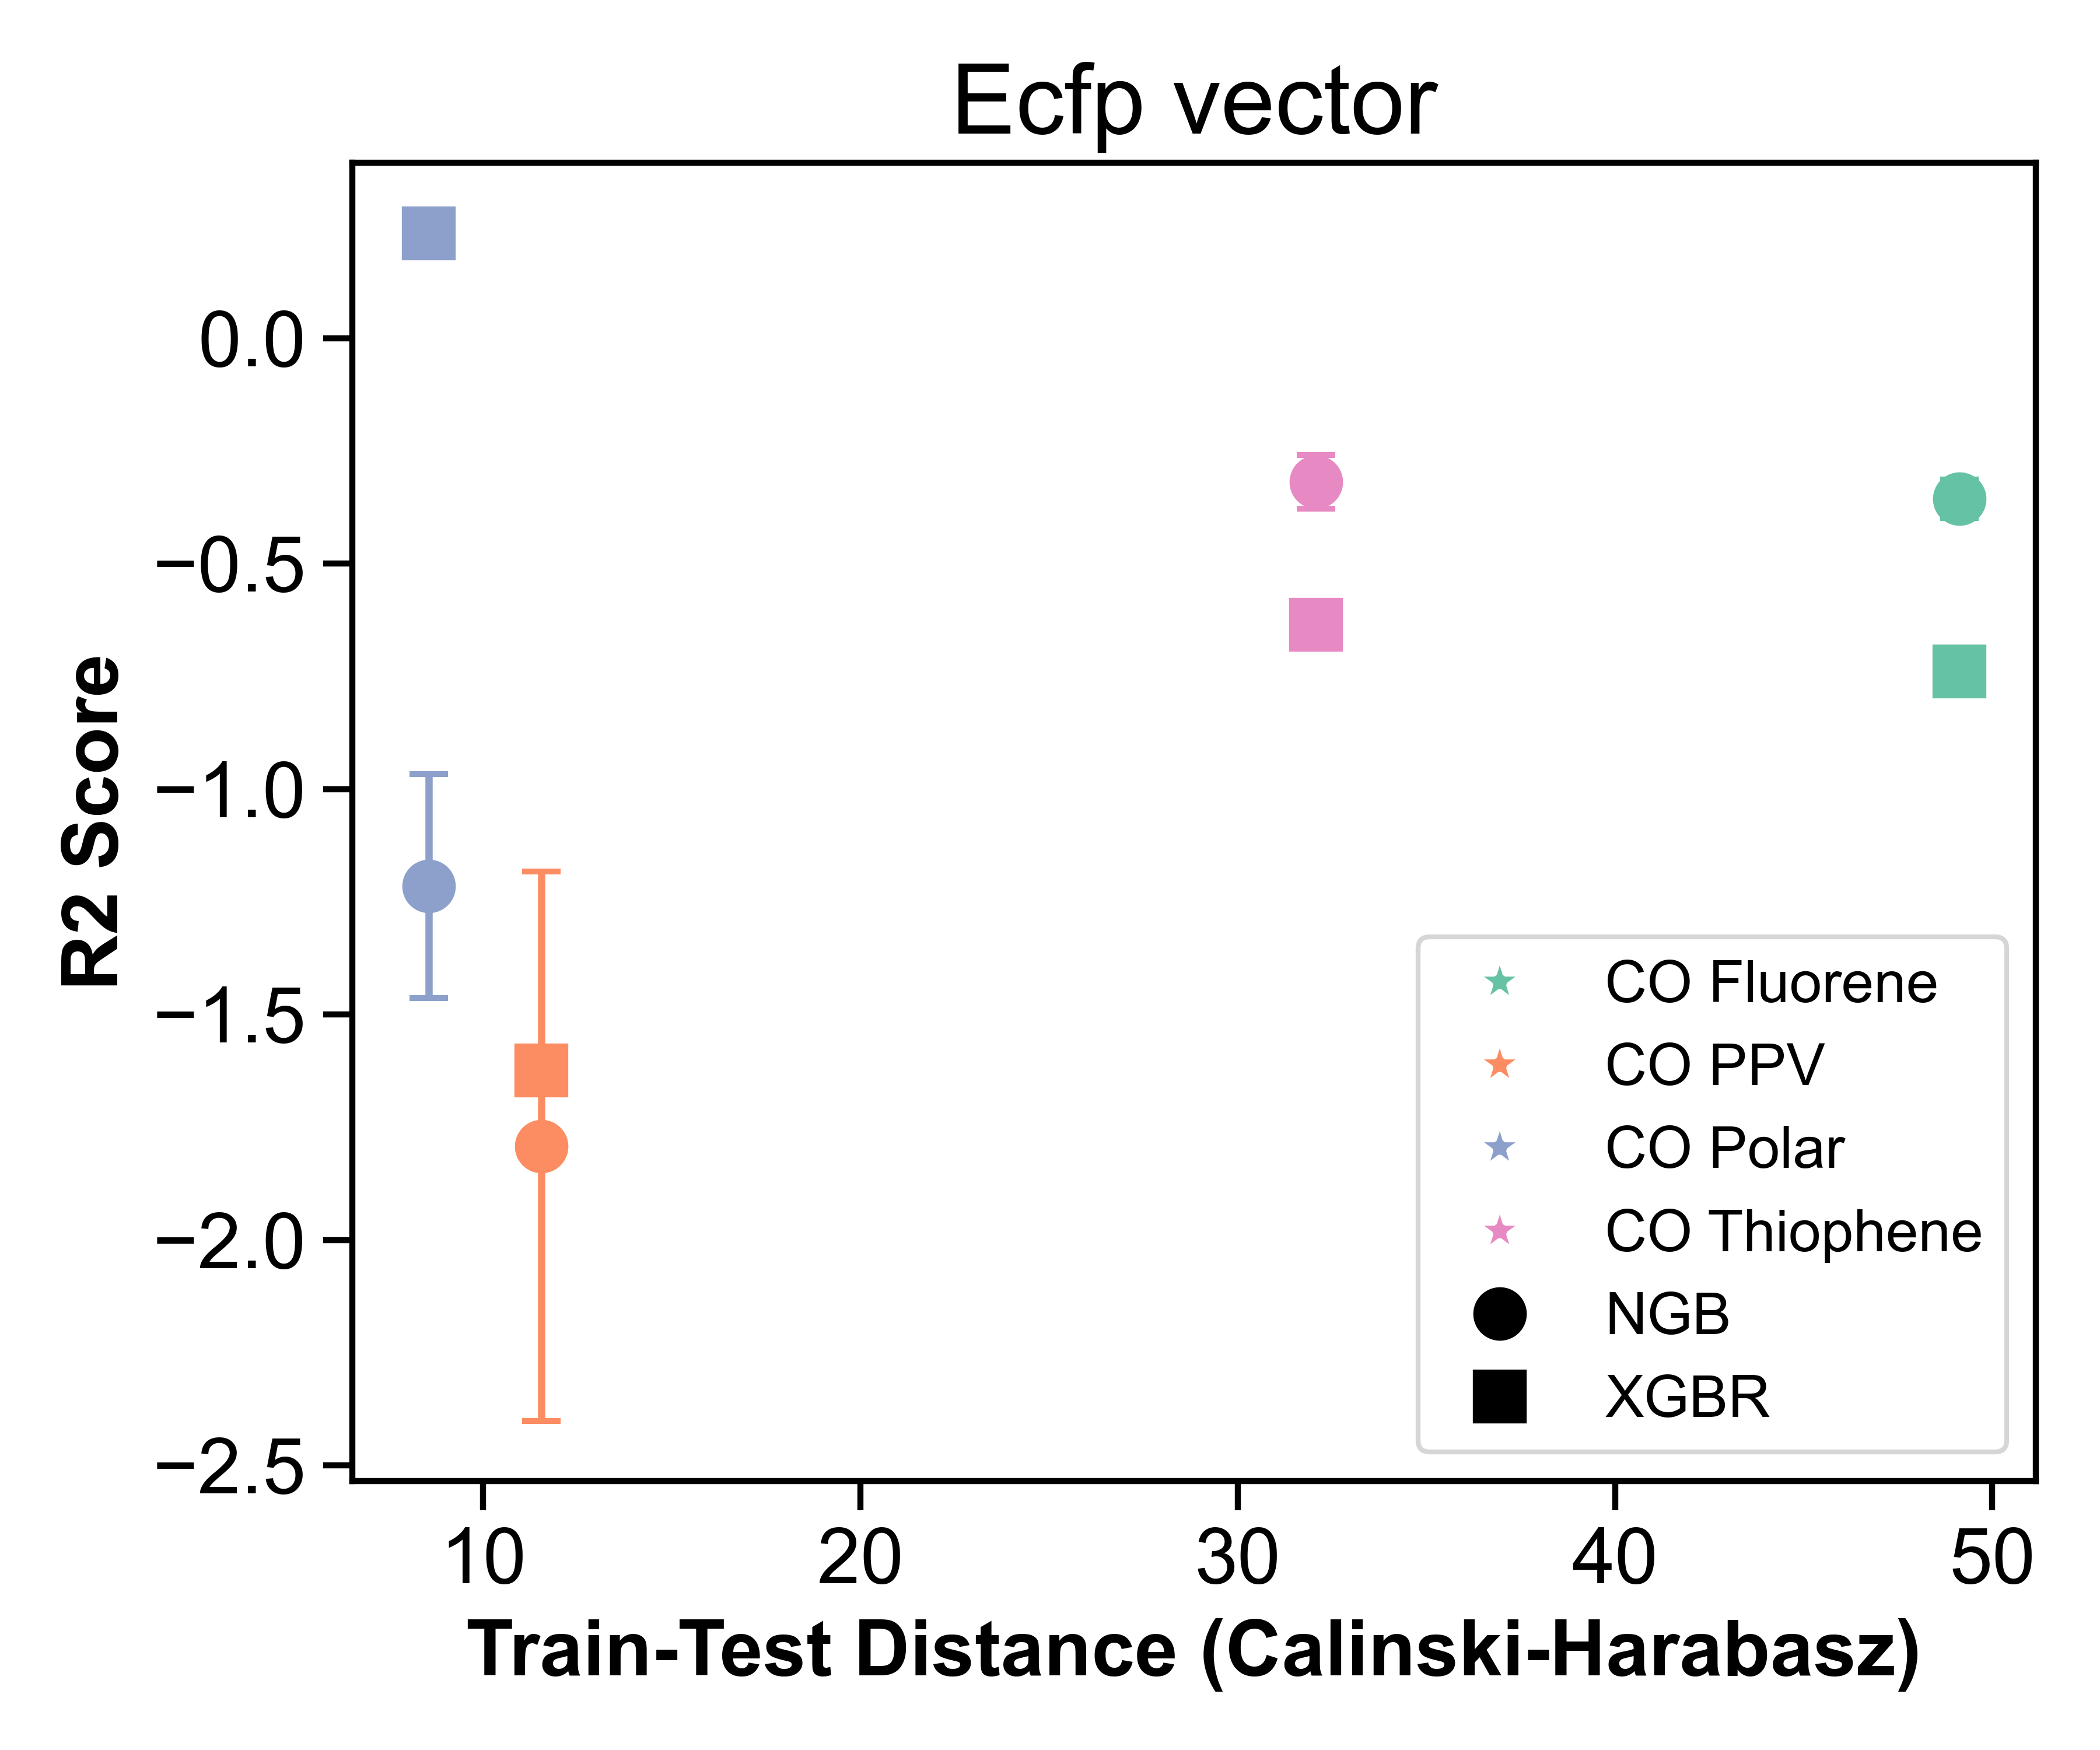 Ecfp vector
R2 Score
0.0
−0.5
−1.0
−1.5
−2.0
−2.5
CO Fluorene
CO PPV
CO Polar
CO Thiophene
NGB
XGBR
10 20 30 40 50
Train-Test Distance (Calinski-Harabasz)